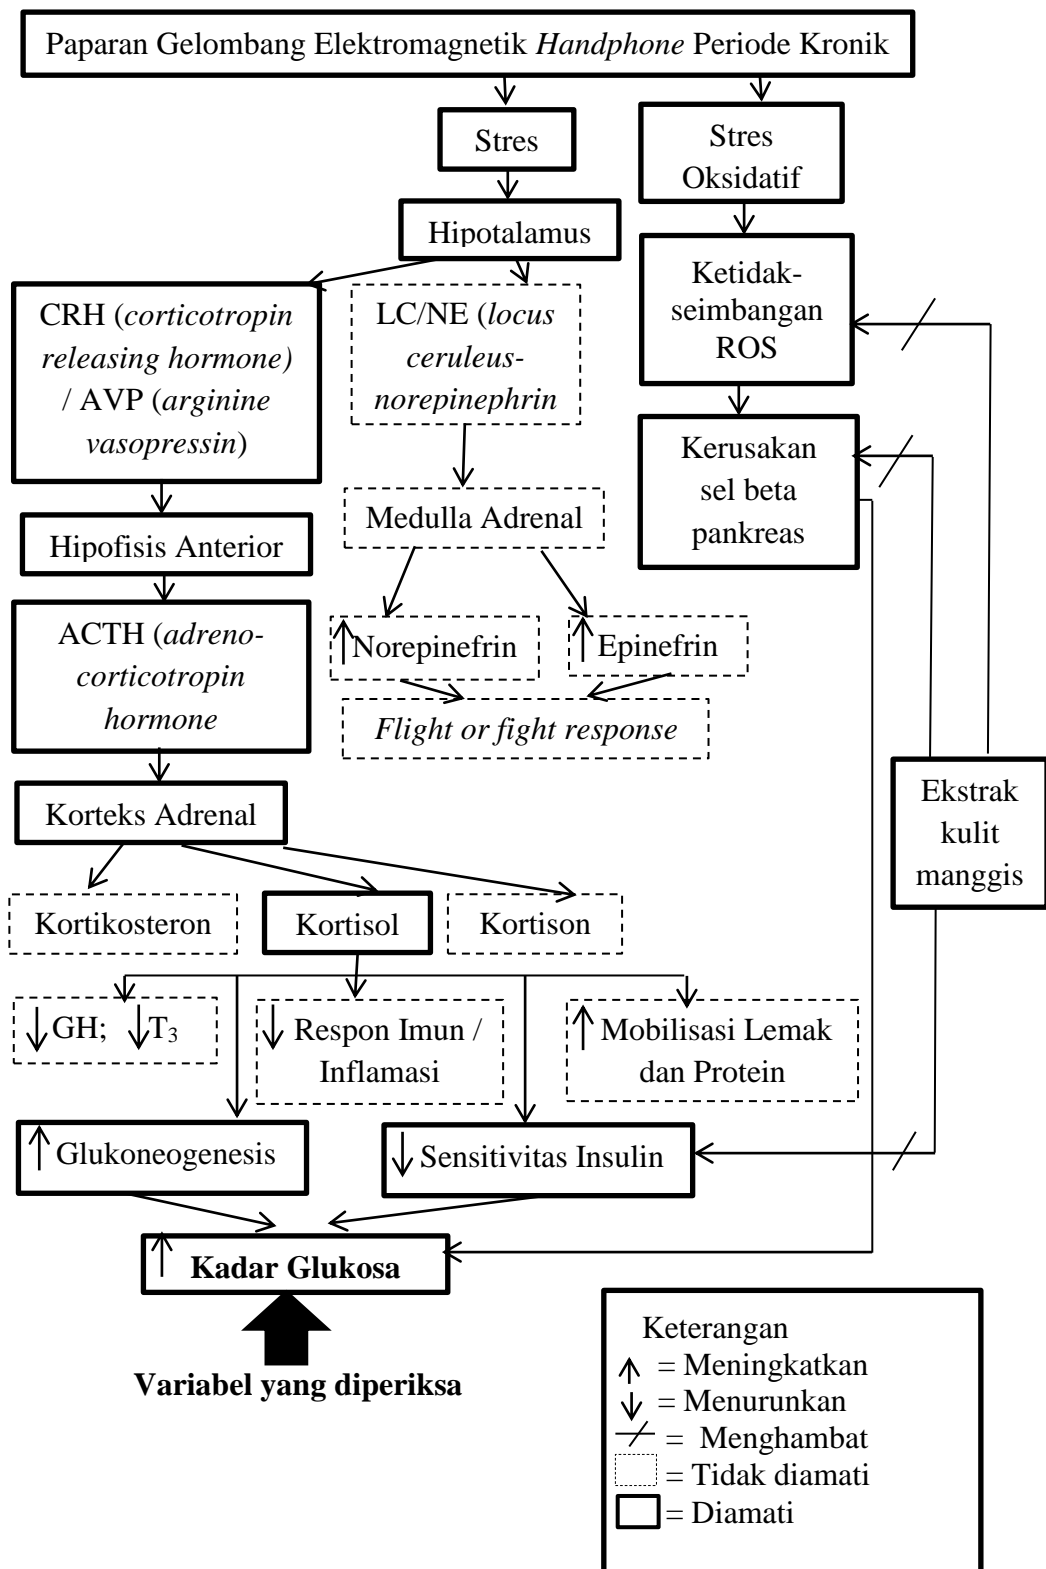 Paparan Gelombang Elektromagnetik Handphone Periode Kronik
Stres
Stres
Oksidatif
Hipotalamus
Ketidak-
seimbangan
ROS
CRH (corticotropin
releasing hormone)
/ AVP (arginine
vasopressin)
LC/NE (locus
ceruleus-
norepinephrin
Kerusakan
sel beta
pankreas
Medulla Adrenal
Hipofisis Anterior
ACTH (adreno-
corticotropin
hormone
↑Norepinefrin
↑ Epinefrin
Flight or fight response
Korteks Adrenal
Ekstrak
kulit
manggis
Kortikosteron
Kortisol
Kortison
↓GH; ↓T3
↓ Respon Imun /
Inflamasi
↑ Mobilisasi Lemak
dan Protein
↑ Glukoneogenesis
↓ Sensitivitas Insulin
↑ Kadar Glukosa
Variabel yang diperiksa
Keterangan
↑ = Meningkatkan
↓ = Menurunkan
= Menghambat
= Tidak diamati
= Diamati